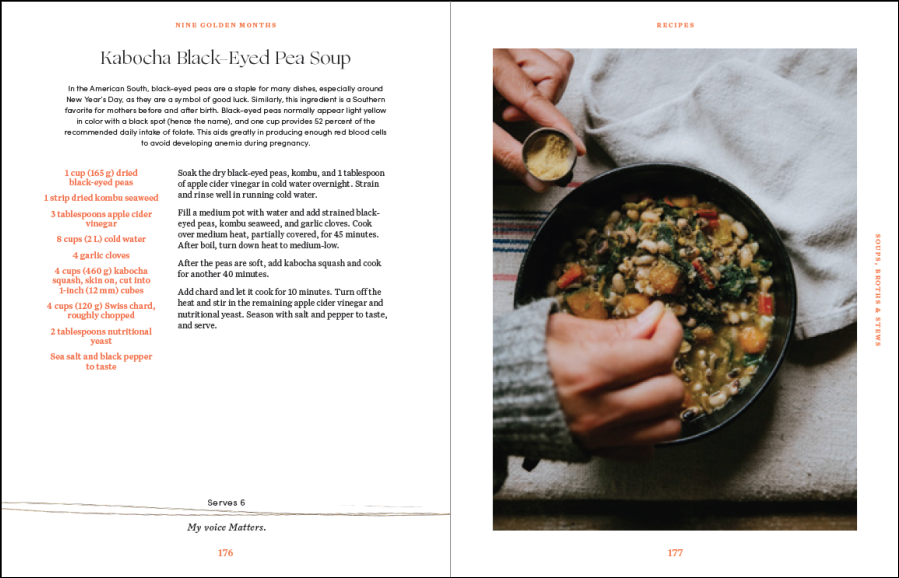 NINE GOLDEN MONTHS
Kabocha Black-Eyed Pea Soup
In the American South, black-eyed peas are a staple for many dishes, especially around
New Year's Day, as they are a symbol of good luck. Similarly, this ingredient is a Southern
favorite for mothers before and after birth. Black-eyed peas normally appear light yellow
in color with a black spot (hence the name), and one cup provides 52 percent of the
recommended daily intake of folate. This aids greatly in producing enough red blood cells
to avoid developing anemia during pregnancy.
1 cup (165 g) dried
black-eyed peas
1 strip dried kombu seaweed
3 tablespoons apple cider
vinegar
8 cups (2 L) cold water
4 garlic cloves
4 cups (460 g) kabocha
squash, skin on, cut into
1-inch (12 mm) cubes
4 cups (120 g) Swiss chard,
roughly chopped
2 tablespoons nutritional
yeast
Sea salt and black pepper
to taste
Soak the dry black-eyed peas, kombu, and 1 tablespoon
of apple cider vinegar in cold water overnight. Strain
and rinse well in running cold water.
Fill a medium pot with water and add strained black-
eyed peas, kombu seaweed, and garlic cloves. Cook
over medium heat, partially covered, for 45 minutes.
After boil, turn down heat to medium-low.
After the peas are soft, add kabocha squash and cook
for another 40 minutes.
Add chard and let it cook for 10 minutes. Turn off the
heat and stir in the remaining apple cider vinegar and
nutritional yeast. Season with salt and pepper to taste,
and serve.
Serves 6
My voice Matters.
176
RECIPES
SOUPS, BROTHS & STEWS
177